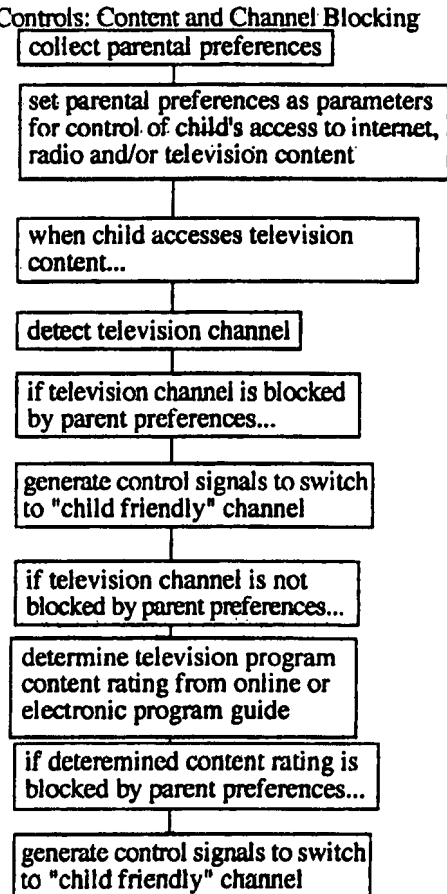 Controls: Content and Channel Blocking
collect parental preferences
set parental preferences as parameters
for control of child's access to internet,
radio and/or television content
when child accesses television
content...
detect television channel
if television channel is blocked
by parent preferences...
generate control signals to switch
to "child friendly" channel
if television channel is not
blocked by parent preferences...
determine television program
content rating from online or
electronic program guide
if deteremined content rating is
blocked by parent preferences...
generate control signals to switch
to "child friendly" channel